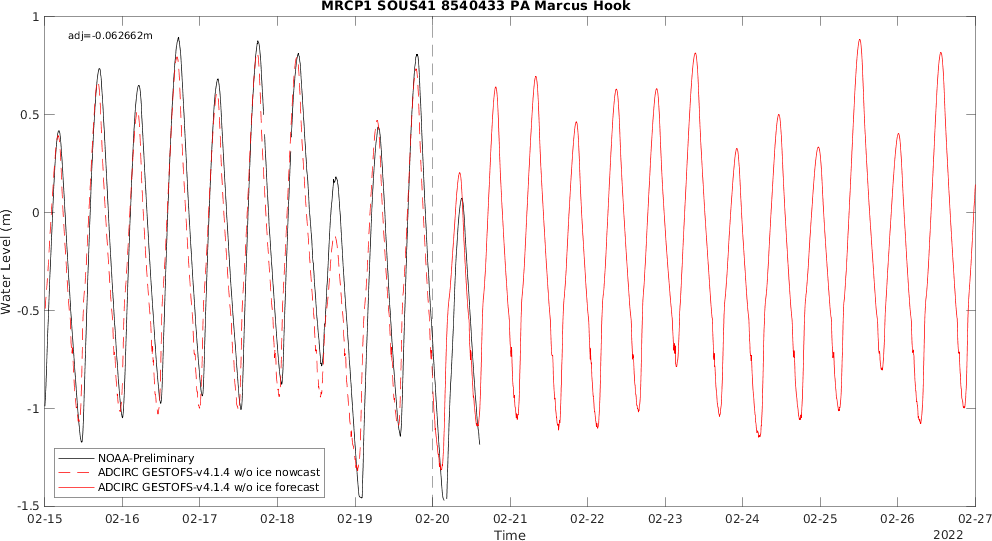 MRCP1 SOUS41 8540433 PA Marcus Hook
adj=-0.062662m
1
0.5
0
-0.5
-1
-1.5
Water Level (m)
NOAA-Preliminary
ADCIRC GESTOFS-v4.1.4 w/o ice nowcast
ADCIRC GESTOFS-v4.1.4 w/o ice forecast
02-15 02-16 02-17 02-18 02-19 02-20 02-21 02-22 02-23 02-24 02-25 02-26 02-27
Time
2022